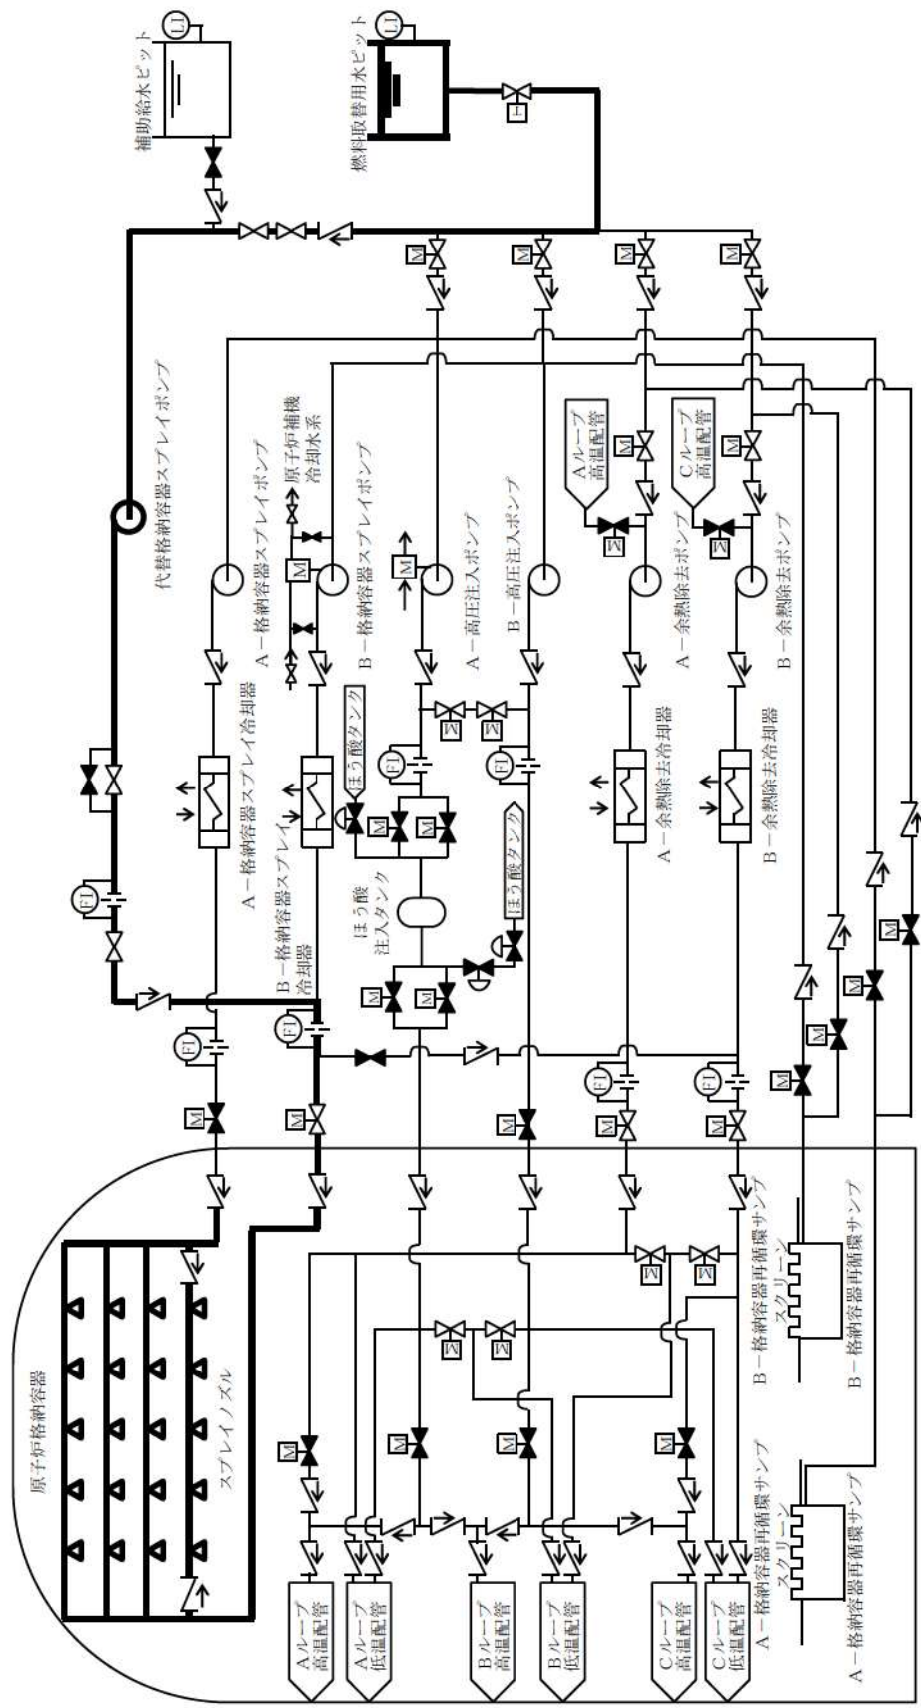 補助給水ピット
LI
燃料取替用水ピット
LI
代替格納容器スプレイポンプ
A－格納容器スプレイポンプ
原子炉補機
冷却水系
B－格納容器スプレイポンプ
A－高圧注入ポンプ
B－高圧注入ポンプ
Aループ
高温配管
Cループ
高温配管
A－余熱除去ポンプ
B－余熱除去ポンプ
M
M
M
M
M
M
M
M
M
M
FI
A－格納容器スプレイ冷却器
B－格納容器スプレイ
冷却器
ほう酸タンク
ほう酸
注入タンク
ほう酸タンク
A－余熱除去冷却器
B－余熱除去冷却器
FI
FI
M
M
M
M
M
M
FI
FI
FI
FI
M
M
M
M
M
M
M
M
M
原子炉格納容器
スプレイノズル
M
M
M
M
M
M
M
M
Aループ
高温配管
Aループ
低温配管
Bループ
高温配管
Bループ
低温配管
Cループ
高温配管
Cループ
低温配管
B－格納容器再循環サンプ
スクリーン
B－格納容器再循環サンプ
A－格納容器再循環サンプ
スクリーン
A－格納容器再循環サンプ